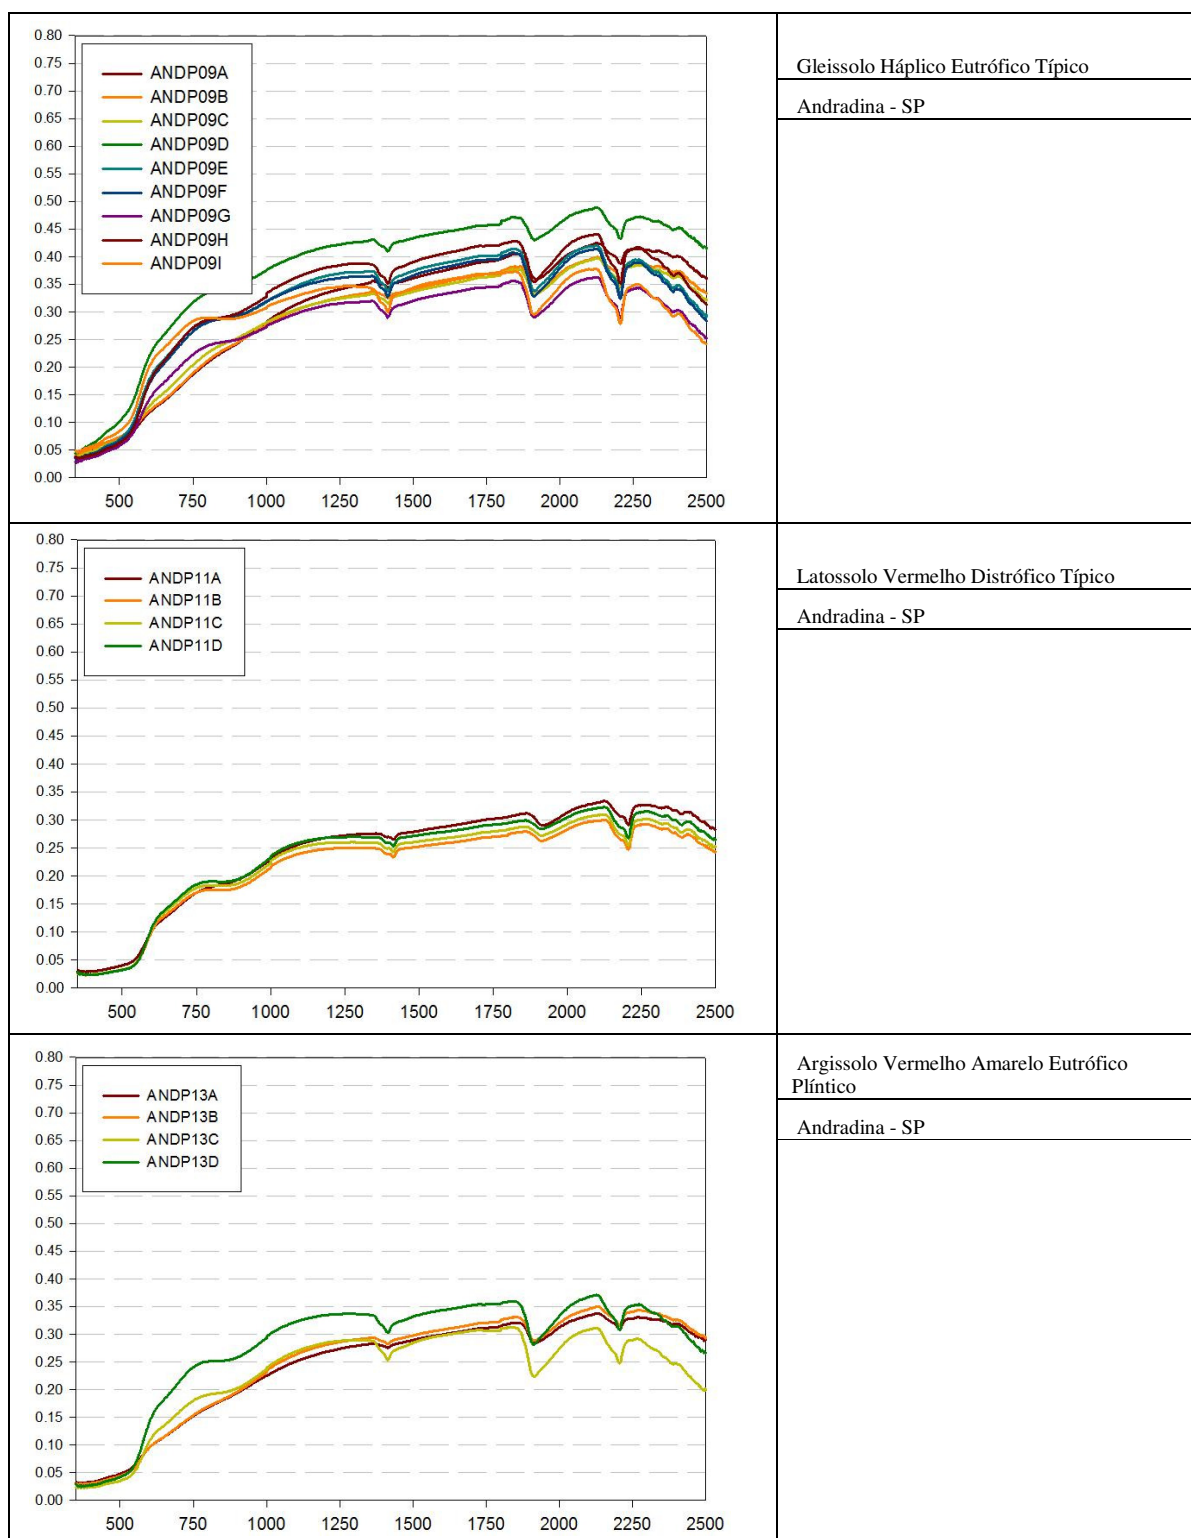 0.80
0.75
0.70
0.65
0.60
0.55
0.50
0.45
0.40
0.35
0.30
0.25
0.20
0.15
0.10
0.05
0.00
ANDP09A
ANDP09B
ANDP09C
ANDP09D
ANDP09E
ANDP09F
ANDP09G
ANDP09H
ANDP09I
500 750 1000 1250 1500 1750 2000 2250 2500
Gleissolo Háplico Eutrófico Típico
Andradina - SP
0.80
0.75
0.70
0.65
0.60
0.55
0.50
0.45
0.40
0.35
0.30
0.25
0.20
0.15
0.10
0.05
0.00
ANDP11A
ANDP11B
ANDP11C
ANDP11D
500 750 1000 1250 1500 1750 2000 2250 2500
Latossolo Vermelho Distrófico Típico
Andradina - SP
0.80
0.75
0.70
0.65
0.60
0.55
0.50
0.45
0.40
0.35
0.30
0.25
0.20
0.15
0.10
0.05
0.00
ANDP13A
ANDP13B
ANDP13C
ANDP13D
500 750 1000 1250 1500 1750 2000 2250 2500
Argissolo Vermelho Amarelo Eutrófico
Plíntico
Andradina - SP